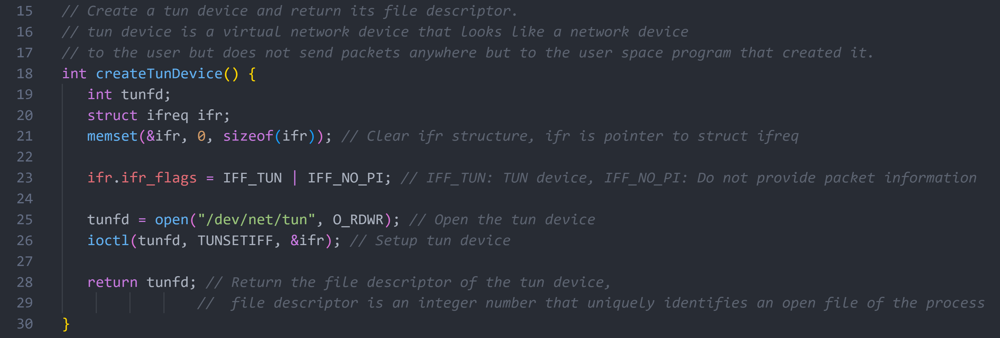 15 // Create a tun device and return its file descriptor.
16 // tun device is a virtual network device that looks like a network device
17 // to the user but does not send packets anywhere but to the user space program that created it.
18 int createTunDevice() {
19 int tunfd;
20 struct ifreq ifr;
21 memset(&ifr, 0, sizeof(ifr)); // Clear ifr structure, ifr is pointer to struct ifreq
22
23 ifr.ifr_flags = IFF_TUN | IFF_NO_PI; // IFF_TUN: TUN device, IFF_NO_PI: Do not provide packet information
24
25 tunfd = open("/dev/net/tun", O_RDWR); // Open the tun device
26 ioctl(tunfd, TUNSETIFF, &ifr); // Setup tun device
27
28 return tunfd; // Return the file descriptor of the tun device,
29 //  file descriptor is an integer number that uniquely identifies an open file of the process
30 }